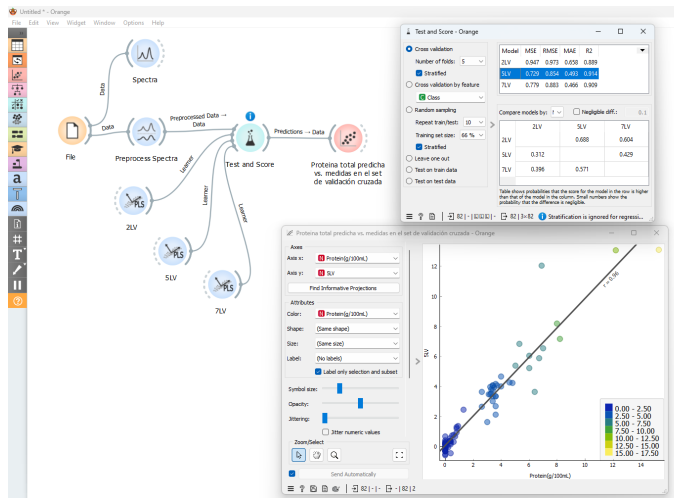 Untitled * - Orange
File Edit View Widget Window Options Help
Data
Spectra
File
Data
Preprocess Spectra
Preprocessed Data →
Data
Test and Score
Predictions → Data
Proteina total predicha
vs. medidas en el set
de validación cruzada
Learner
Learner
Learner
PLS
2LV
PLS
5LV
PLS
7LV
Test and Score - Orange
Cross validation
Number of folds: 5
Stratified
Cross validation by feature
C Class
Random sampling
Repeat train/test: 10
Training set size: 66 %
Stratified
Leave one out
Test on train data
Test on test data
Model MSE RMSE MAE R2
2LV 0.947 0.973 0.658 0.889
5LV 0.729 0.854 0.493 0.914
7LV 0.779 0.883 0.466 0.909
Compare models by: Negligible diff.: 0.1
2LV 5LV 7LV
2LV 0.688 0.604
5LV 0.312 0.429
7LV 0.396 0.571
Table shows probabilities that the score for the model in the row is higher
than that of the model in the column. Small numbers show the
probability that the difference is negligible.
82 | 3×82 Stratification is ignored for regressi...
Proteina total predicha vs. medidas en el set de validación cruzada - Orange
Axes
Axis x: N Protein(g/100mL)
Axis y: N 5LV
Find Informative Projections
Attributes
Color: N Protein(g/100mL)
Shape: (Same shape)
Size: (Same size)
Label: (No labels)
Label only selection and subset
Symbol size:
Opacity:
Jittering:
Jitter numeric values
Zoom/Select
Send Automatically
82 | - | - - | 82 | 2
12
10
8
6
4
2
0
5LV
r = 0.96
0.00 - 2.50
2.50 - 5.00
5.00 - 7.50
7.50 - 10.00
10.00 - 12.50
12.50 - 15.00
15.00 - 17.50
0 2 4 6 8 10 12 14
Protein(g/100mL)